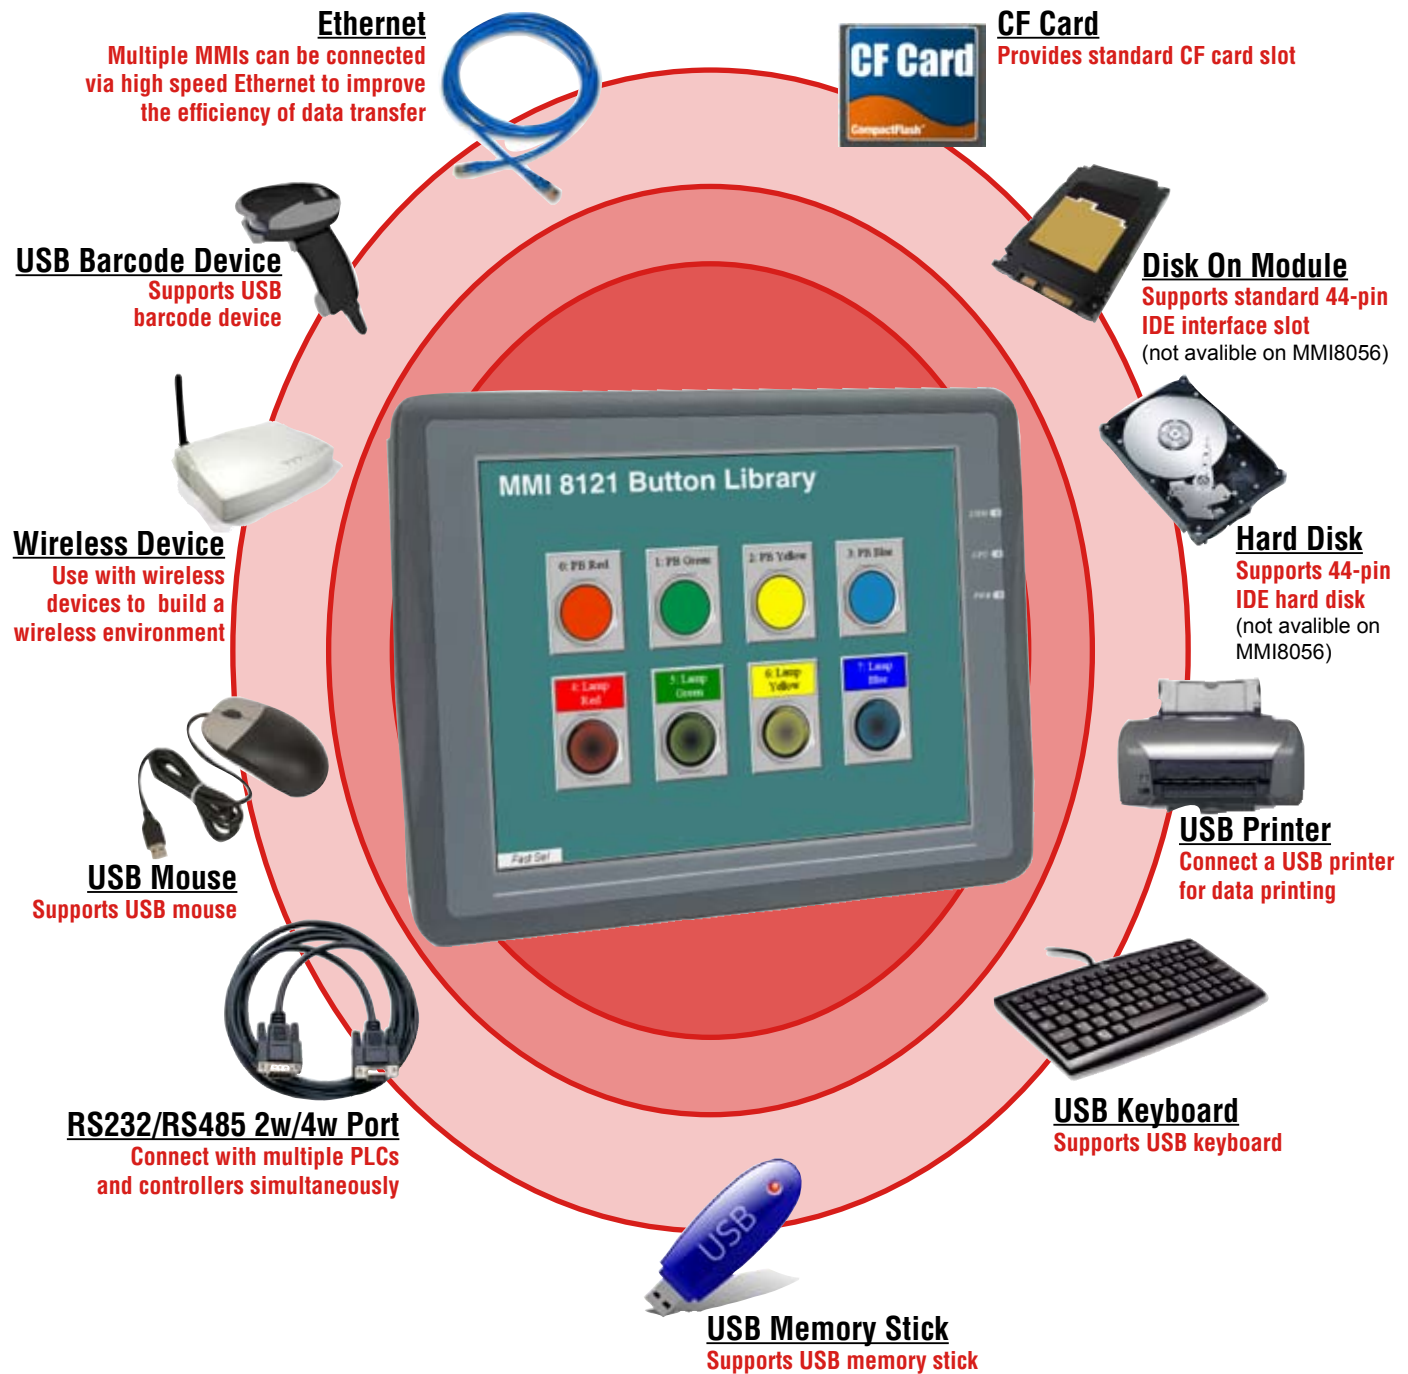 Ethernet
Multiple MMIs can be connected
via high speed Ethernet to improve
the efficiency of data transfer
CF Card
CompactFlash
CF Card
Provides standard CF card slot
USB Barcode Device
Supports USB
barcode device
Disk On Module
Supports standard 44-pin
IDE interface slot
(not avalible on MMI8056)
Wireless Device
Use with wireless
devices to build a
wireless environment
Hard Disk
Supports 44-pin
IDE hard disk
(not avalible on
MMI8056)
MMI 8121 Button Library
0: PB Red
1: PB Green
2: PB Yellow
3: PB Blue
4: Lamp
Red
5: Lamp
Green
6: Lamp
Yellow
7: Lamp
Blue
Fast Sel
COM
CPU
PWR
USB Mouse
Supports USB mouse
USB Printer
Connect a USB printer
for data printing
RS232/RS485 2w/4w Port
Connect with multiple PLCs
and controllers simultaneously
USB Keyboard
Supports USB keyboard
USB
USB Memory Stick
Supports USB memory stick